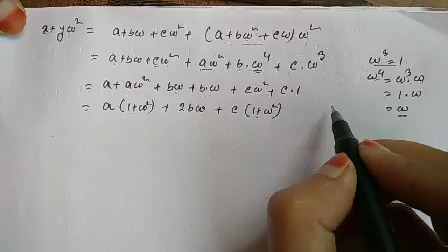 x+yω² = a+bω+cω² + (a+bω²+cω)ω²
= a+bω+cω² + aω²+b·ω⁴ + c·ω³
= a+aω² + bω+b·ω + cω²+c·1
= a(1+ω²) + 2bω + c(1+ω²)
ω³ = 1.
ω⁴ = ω³·ω
= 1·ω
= ω